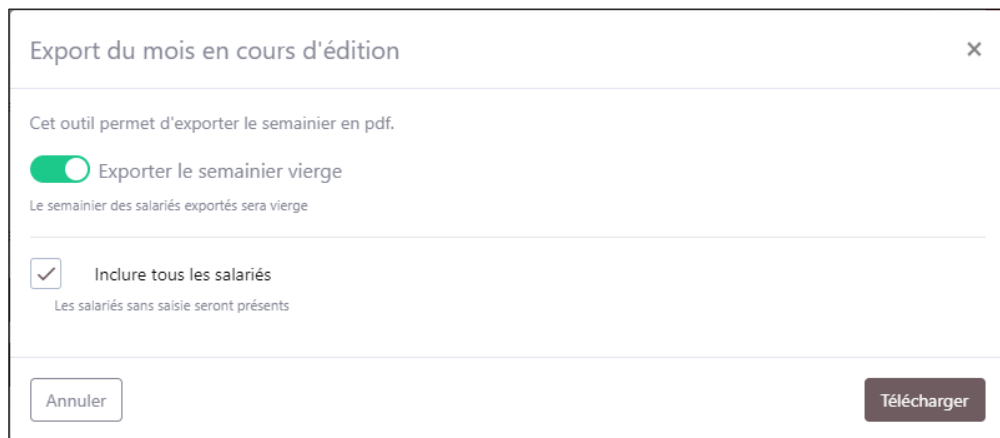 Export du mois en cours d'édition
Cet outil permet d'exporter le semainier en pdf.
Exporter le semainier vierge
Le semainier des salariés exportés sera vierge
Inclure tous les salariés
Les salariés sans saisie seront présents
Annuler
Télécharger